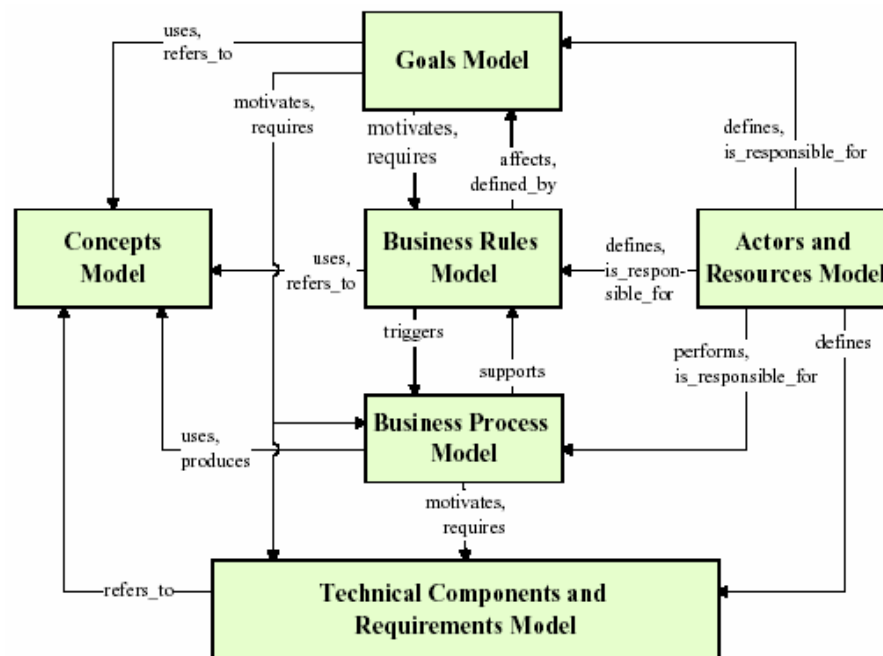 uses,
refers_to
Goals Model
motivates,
requires
motivates,
requires
affects,
defined_by
defines,
is_responsible_for
Concepts
Model
uses,
refers_to
Business Rules
Model
defines,
is_respon-
sible_for
Actors and
Resources Model
triggers
supports
performs,
is_responsible_for
defines
uses,
produces
Business Process
Model
motivates,
requires
refers_to
Technical Components and
Requirements Model